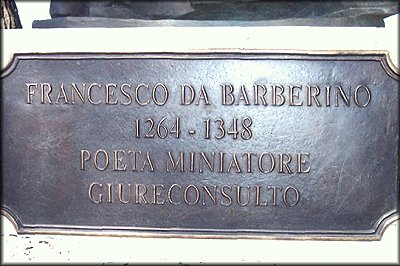 FRANCESCO DA BARBERINO
1264 - 1348
POETA MINIATORE
GIURECONSULTO